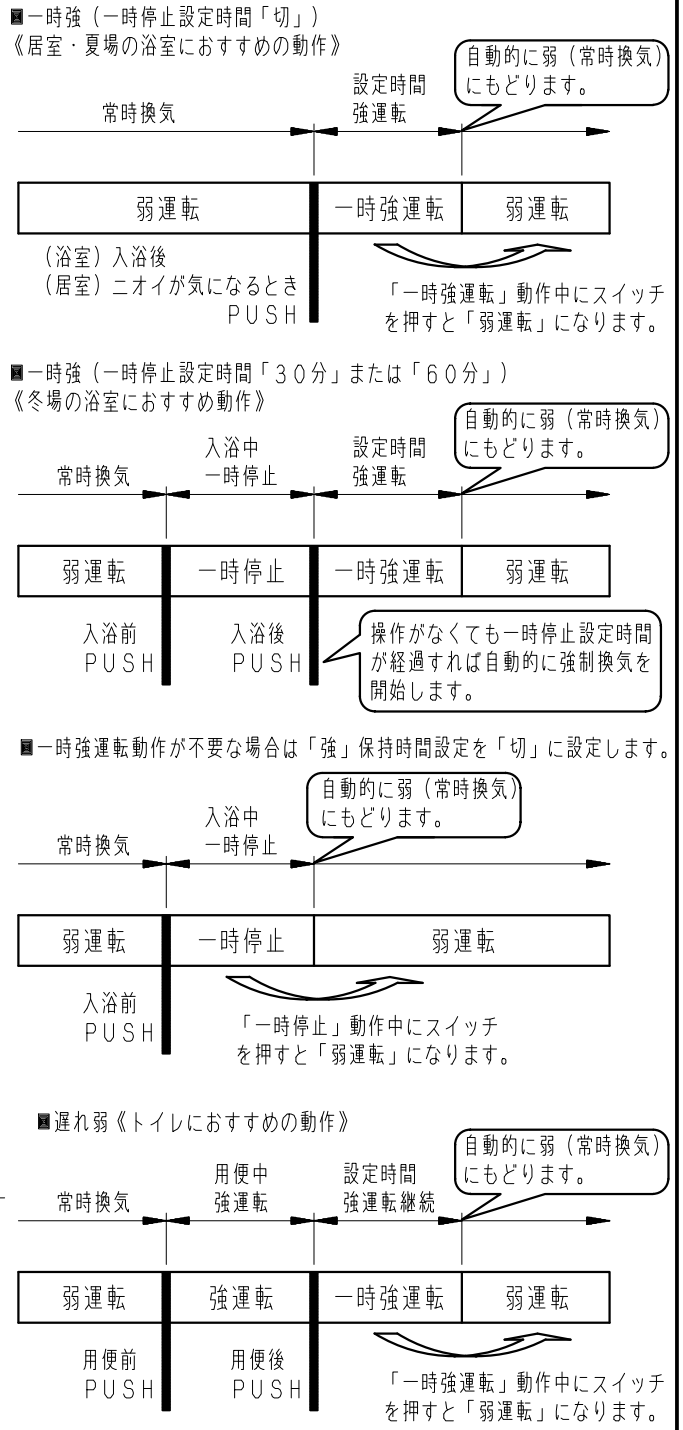 ■一時強（一時停止設定時間「切」）
《居室・夏場の浴室におすすめの動作》
自動的に弱（常時換気）
にもどります。
設定時間
常時換気
強運転
弱運転
一時強運転
弱運転
（浴室）入浴後
（居室）ニオイが気になるとき
PUSH
「一時強運転」動作中にスイッチ
を押すと「弱運転」になります。
■一時強（一時停止設定時間「30分」または「60分」）
《冬場の浴室におすすめ動作》
自動的に弱（常時換気）
にもどります。
入浴中
設定時間
常時換気
一時停止
強運転
弱運転
一時停止
一時強運転
弱運転
入浴前
PUSH
入浴後
PUSH
操作がなくても一時停止設定時間
が経過すれば自動的に強制換気を
開始します。
■一時強運転動作が不要な場合は「強」保持時間設定を「切」に設定します。
自動的に弱（常時換気）
にもどります。
入浴中
常時換気
一時停止
弱運転
一時停止
弱運転
入浴前
PUSH
「一時停止」動作中にスイッチ
を押すと「弱運転」になります。
■遅れ弱《トイレにおすすめの動作》
自動的に弱（常時換気）
にもどります。
用便中
設定時間
常時換気
強運転
強運転継続
弱運転
強運転
一時強運転
弱運転
用便前
PUSH
用便後
PUSH
「一時強運転」動作中にスイッチ
を押すと「弱運転」になります。